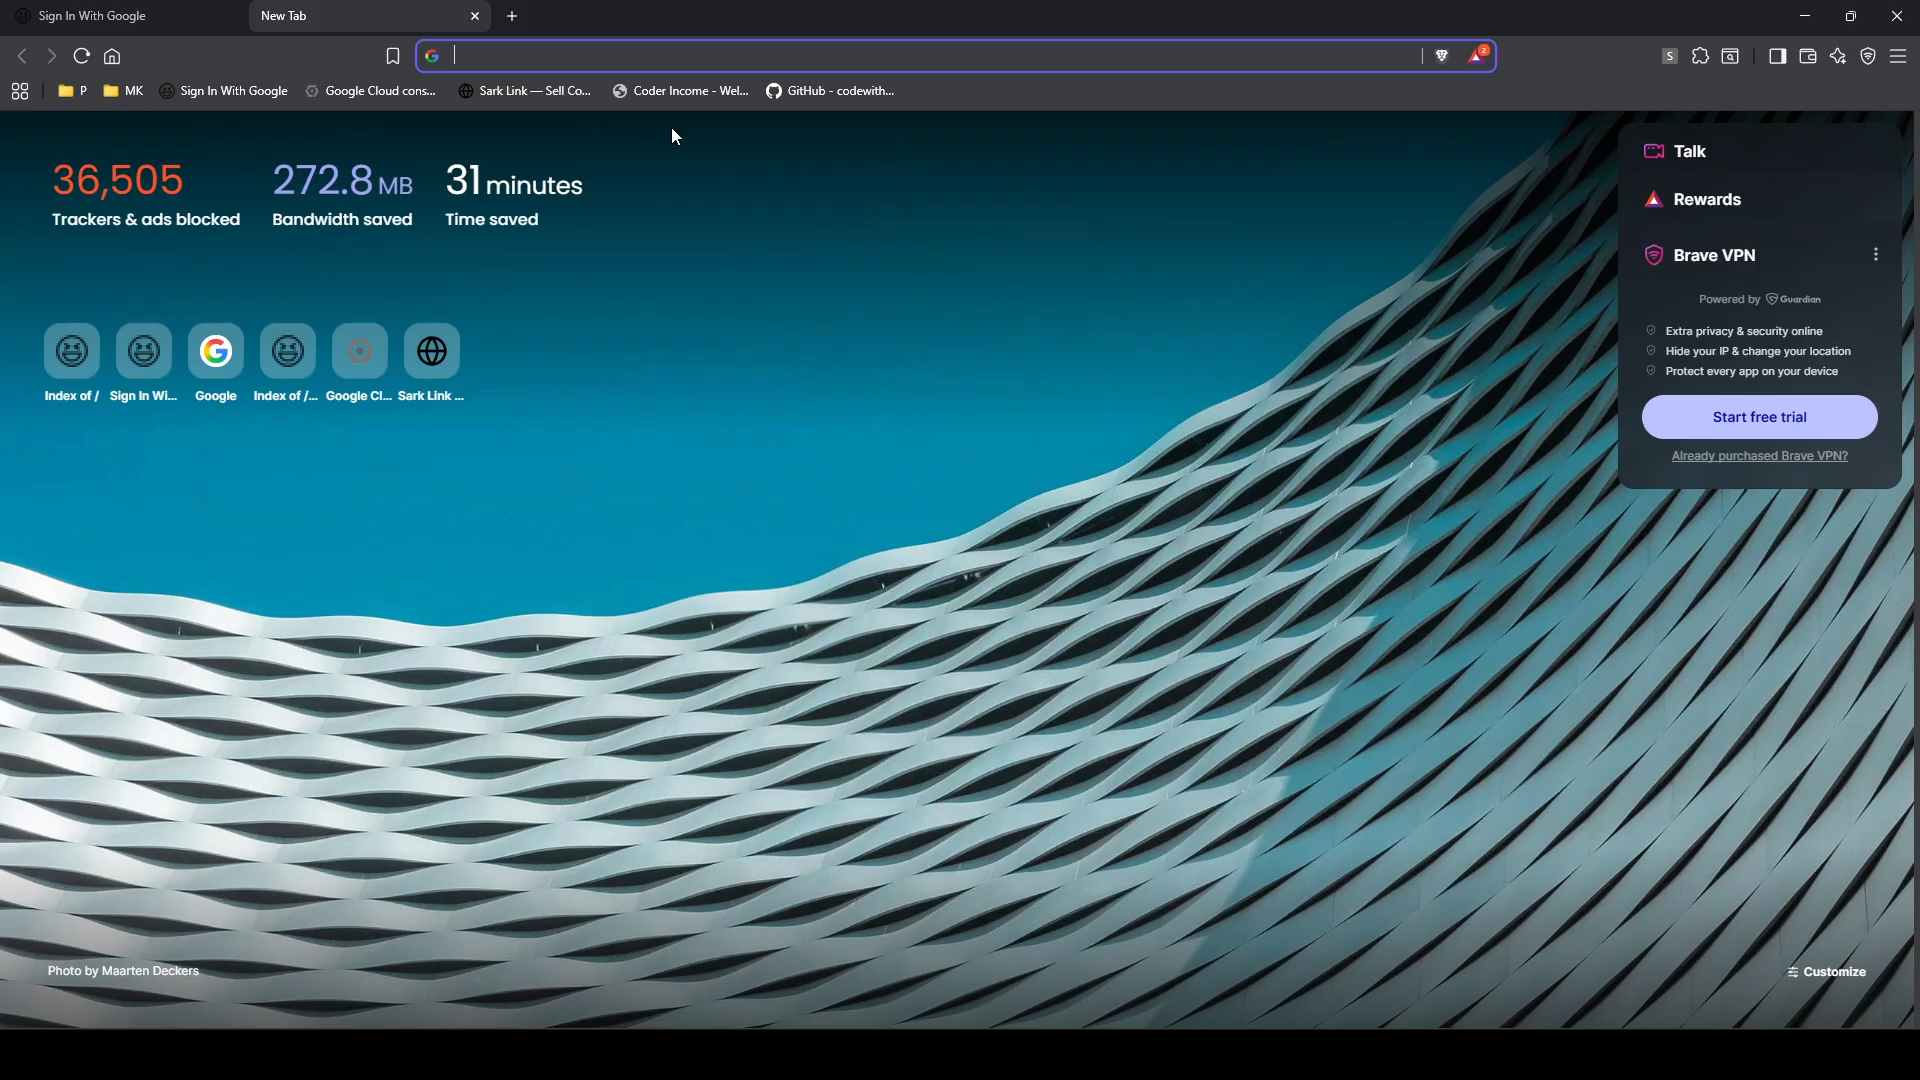 Sign In With Google
New Tab
2
S
P
MK
Sign In With Google
Google Cloud cons...
Sark Link — Sell Co...
Coder Income - Wel...
GitHub - codewith...
36,505
Trackers & ads blocked
272.8 MB
Bandwidth saved
31 minutes
Time saved
Index of /
Sign In Wi...
Google
Index of /...
Google Cl...
Sark Link ...
Talk
Rewards
Brave VPN
Powered by Guardian
Extra privacy & security online
Hide your IP & change your location
Protect every app on your device
Start free trial
Already purchased Brave VPN?
Photo by Maarten Deckers
Customize